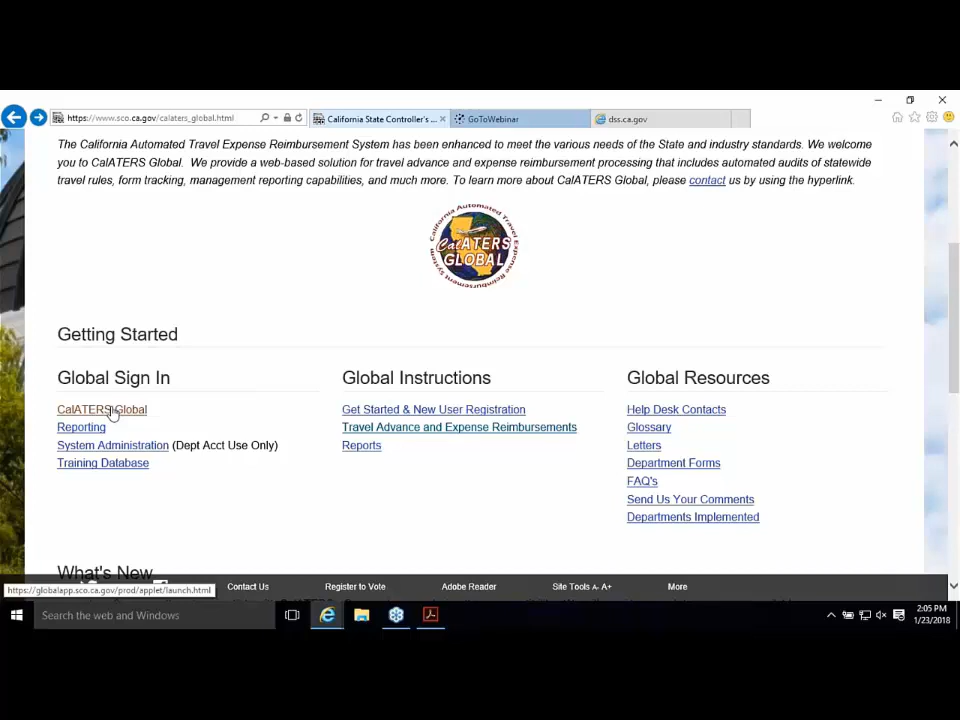 https://www.sco.ca.gov/calaters_global.html
California State Controller's ...
GoToWebinar
dss.ca.gov
The California Automated Travel Expense Reimbursement System has been enhanced to meet the various needs of the State and industry standards. We welcome
you to CalATERS Global. We provide a web-based solution for travel advance and expense reimbursement processing that includes automated audits of statewide
travel rules, form tracking, management reporting capabilities, and much more. To learn more about CalATERS Global, please contact us by using the hyperlink.
California Automated Travel
CalATERS
GLOBAL
Expense Reimbursement System
Getting Started
Global Sign In
CalATERS Global
Reporting
System Administration (Dept Acct Use Only)
Training Database
Global Instructions
Get Started & New User Registration
Travel Advance and Expense Reimbursements
Reports
Global Resources
Help Desk Contacts
Glossary
Letters
Department Forms
FAQ's
Send Us Your Comments
Departments Implemented
What's New
https://globalapp.sco.ca.gov/prod/applet/launch.html
Contact Us
Register to Vote
Adobe Reader
Site Tools A- A+
More
Search the web and Windows
2:05 PM
1/23/2018